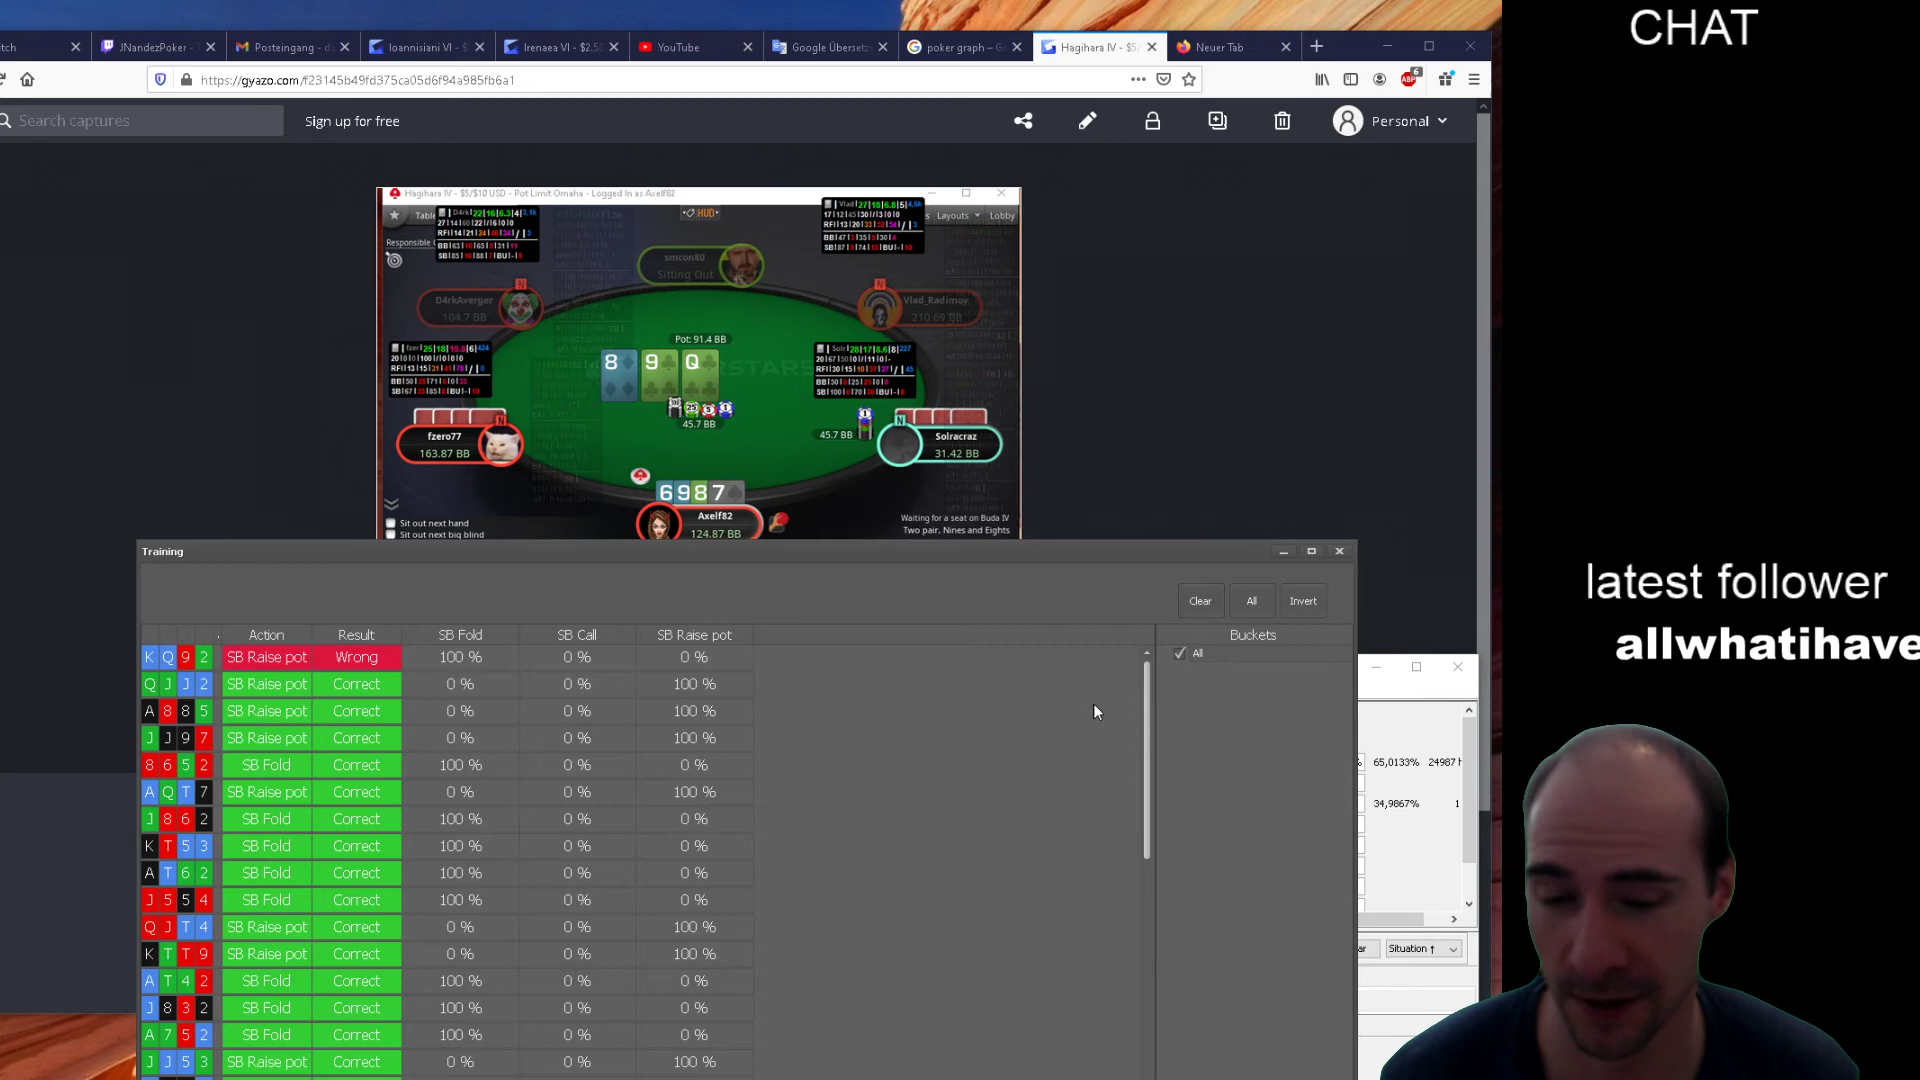 CHAT
tch
JNandezPoker - T
Posteingang - d
Ioannisiani VI - $
Irenaea VI - $2.50
YouTube
Google Übersetz
poker graph – G
Hagihara IV - $5/
Neuer Tab
https://gyazo.com/f23145b49fd375ca05d6f94a985fb6a1
Search captures
Sign up for free
Personal
Hagihara IV - $5/$10 USD - Pot Limit Omaha - Logged In as Axelf82
HUD
Layouts
Lobby
smcon80
Sitting Out
D4rkAverger
104.7 BB
Vlad_Radimov
210.69 BB
Pot: 91.4 BB
8 9 Q
45.7 BB
45.7 BB
fzero77
163.87 BB
Solracraz
31.42 BB
6 9 8 7
Axelf82
124.87 BB
Sit out next hand
Sit out next big blind
Waiting for a seat on Buda IV
Two pair, Nines and Eights
latest follower
allwhatihave
Training
Clear All Invert
Action Result SB Fold SB Call SB Raise pot Buckets
All
K Q 9 2 SB Raise pot Wrong 100 % 0 % 0 %
Q J J 2 SB Raise pot Correct 0 % 0 % 100 %
A 8 8 5 SB Raise pot Correct 0 % 0 % 100 %
J J 9 7 SB Raise pot Correct 0 % 0 % 100 %
8 6 5 2 SB Fold Correct 100 % 0 % 0 %
A Q T 7 SB Raise pot Correct 0 % 0 % 100 %
J 8 6 2 SB Fold Correct 100 % 0 % 0 %
K T 5 3 SB Fold Correct 100 % 0 % 0 %
A T 6 2 SB Fold Correct 100 % 0 % 0 %
J 5 5 4 SB Fold Correct 100 % 0 % 0 %
Q J T 4 SB Raise pot Correct 0 % 0 % 100 %
K T T 9 SB Raise pot Correct 0 % 0 % 100 %
A T 4 2 SB Fold Correct 100 % 0 % 0 %
J 8 3 2 SB Fold Correct 100 % 0 % 0 %
A 7 5 2 SB Fold Correct 100 % 0 % 0 %
J J 5 3 SB Raise pot Correct 0 % 0 % 100 %
65,0133% 24987
34,9867% 1
Situation ↑